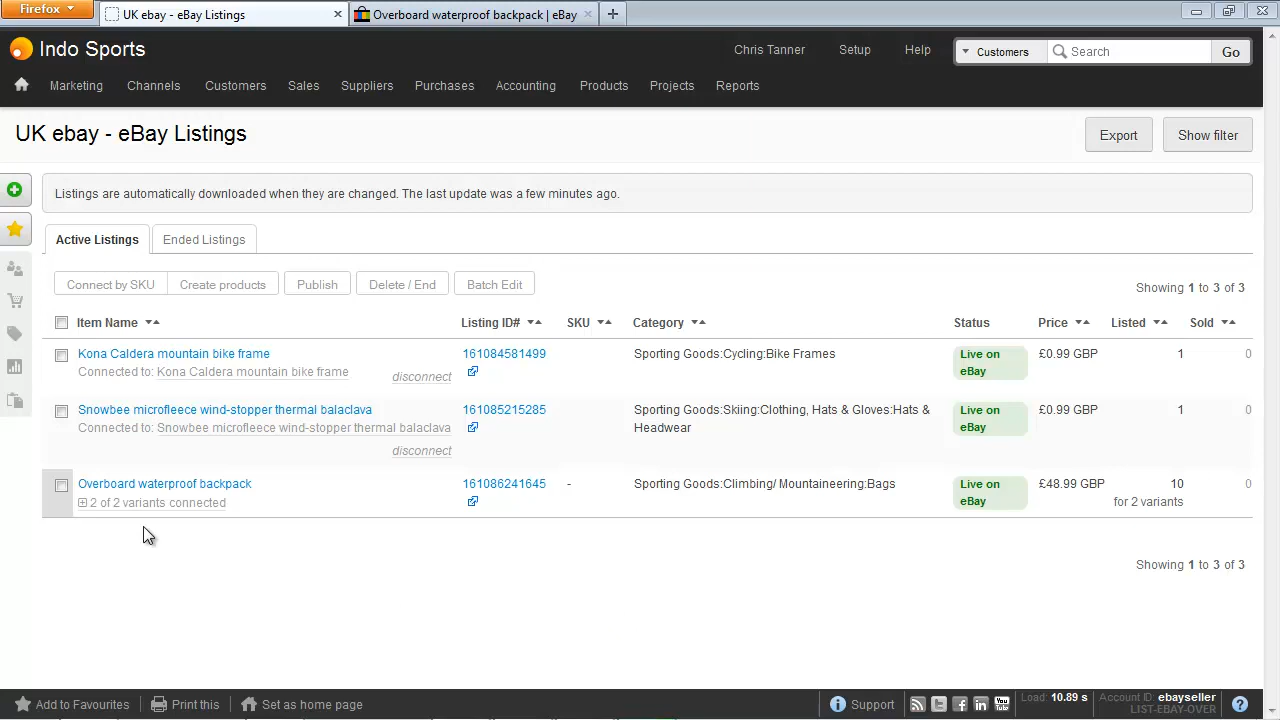 Firefox
UK ebay - eBay Listings
Overboard waterproof backpack | eBay
Indo Sports
Chris Tanner Setup Help Customers Search Go
Marketing Channels Customers Sales Suppliers Purchases Accounting Products Projects Reports
UK ebay - eBay Listings
Export Show filter
Listings are automatically downloaded when they are changed. The last update was a few minutes ago.
Active Listings Ended Listings
Connect by SKU Create products Publish Delete / End Batch Edit
Showing 1 to 3 of 3
Item Name Listing ID# SKU Category Status Price Listed Sold
Kona Caldera mountain bike frame 161084581499 Sporting Goods:Cycling:Bike Frames Live on £0.99 GBP 1 0
Connected to: Kona Caldera mountain bike frame disconnect eBay
Snowbee microfleece wind-stopper thermal balaclava 161085215285 Sporting Goods:Skiing:Clothing, Hats & Gloves:Hats & Live on £0.99 GBP 1 0
Connected to: Snowbee microfleece wind-stopper thermal balaclava Headwear eBay
disconnect
Overboard waterproof backpack 161086241645 - Sporting Goods:Climbing/ Mountaineering:Bags Live on £48.99 GBP 10 0
2 of 2 variants connected eBay for 2 variants
Showing 1 to 3 of 3
Add to Favourites Print this Set as home page Support Load: 10.89 s Account ID: ebayseller
LIST-EBAY-OVER